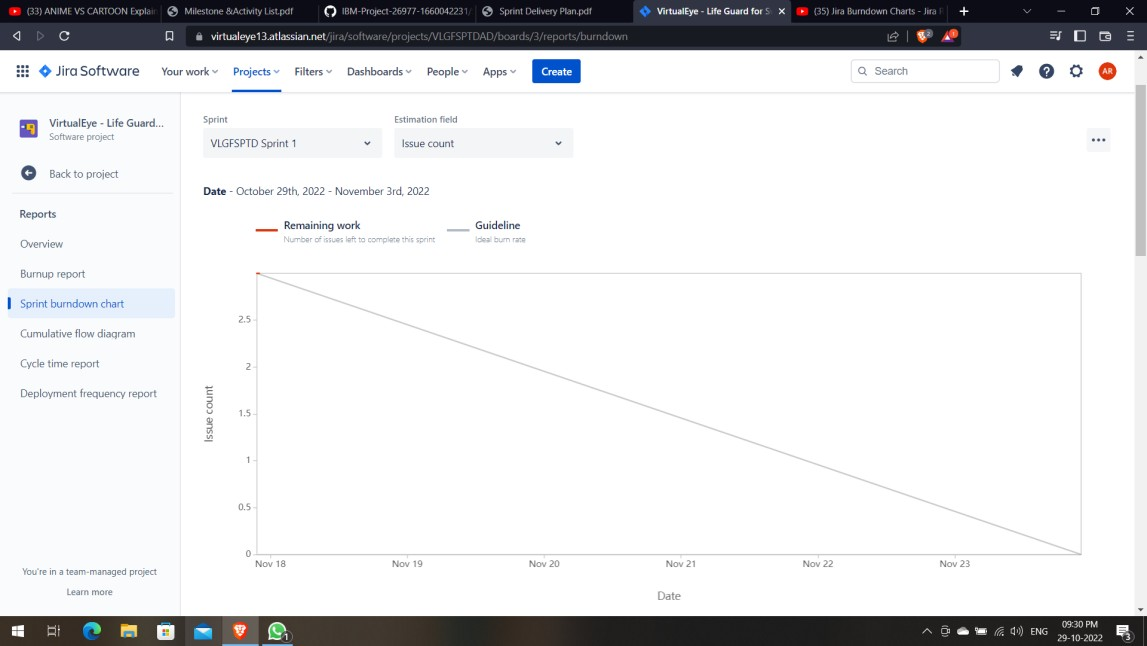 (33) ANIME VS CARTOON Explain
Milestone &Activity List.pdf
IBM-Project-26977-1660042231/
Sprint Delivery Plan.pdf
VirtualEye - Life Guard for S
(35) Jira Burndown Charts - Jira
virtualeye13.atlassian.net/jira/software/projects/VLGFSPTDAD/boards/3/reports/burndown
2
1
Jira Software
Your work
Projects
Filters
Dashboards
People
Apps
Create
Search
AR
VirtualEye - Life Guard...
Software project
Back to project
Reports
Overview
Burnup report
Sprint burndown chart
Cumulative flow diagram
Cycle time report
Deployment frequency report
You're in a team-managed project
Learn more
Sprint
Estimation field
VLGFSPTD Sprint 1
Issue count
Date - October 29th, 2022 - November 3rd, 2022
Remaining work
Number of issues left to complete this sprint
Guideline
Ideal burn rate
2.5
2
1.5
1
0.5
0
Issue count
Nov 18
Nov 19
Nov 20
Nov 21
Nov 22
Nov 23
Date
1
ENG
09:30 PM
29-10-2022
3